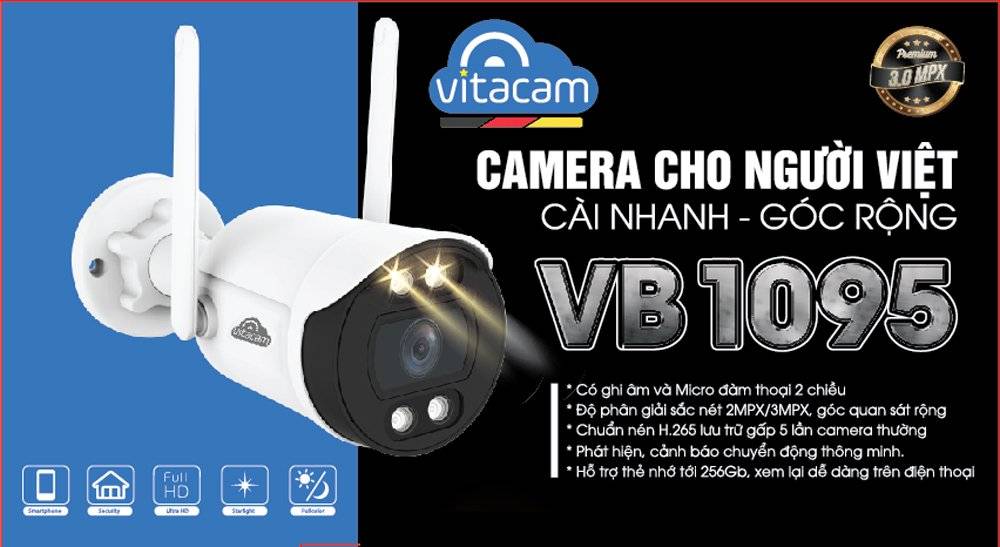 vitacam
Premium
3.0 MPX
CAMERA CHO NGƯỜI VIỆT
CÀI NHANH - GÓC RỘNG
VB 1095
vitacam
* Có ghi âm và Micro đàm thoại 2 chiều
* Độ phân giải sắc nét 2MPX/3MPX, góc quan sát rộng
* Chuẩn nén H.265 lưu trữ gấp 5 lần camera thường
* Phát hiện, cảnh báo chuyển động thông minh.
* Hỗ trợ thẻ nhớ tới 256Gb, xem lại dễ dàng trên điện thoại
Full
HD
Smartphone
Security
Ultra HD
Starlight
Fullcolor